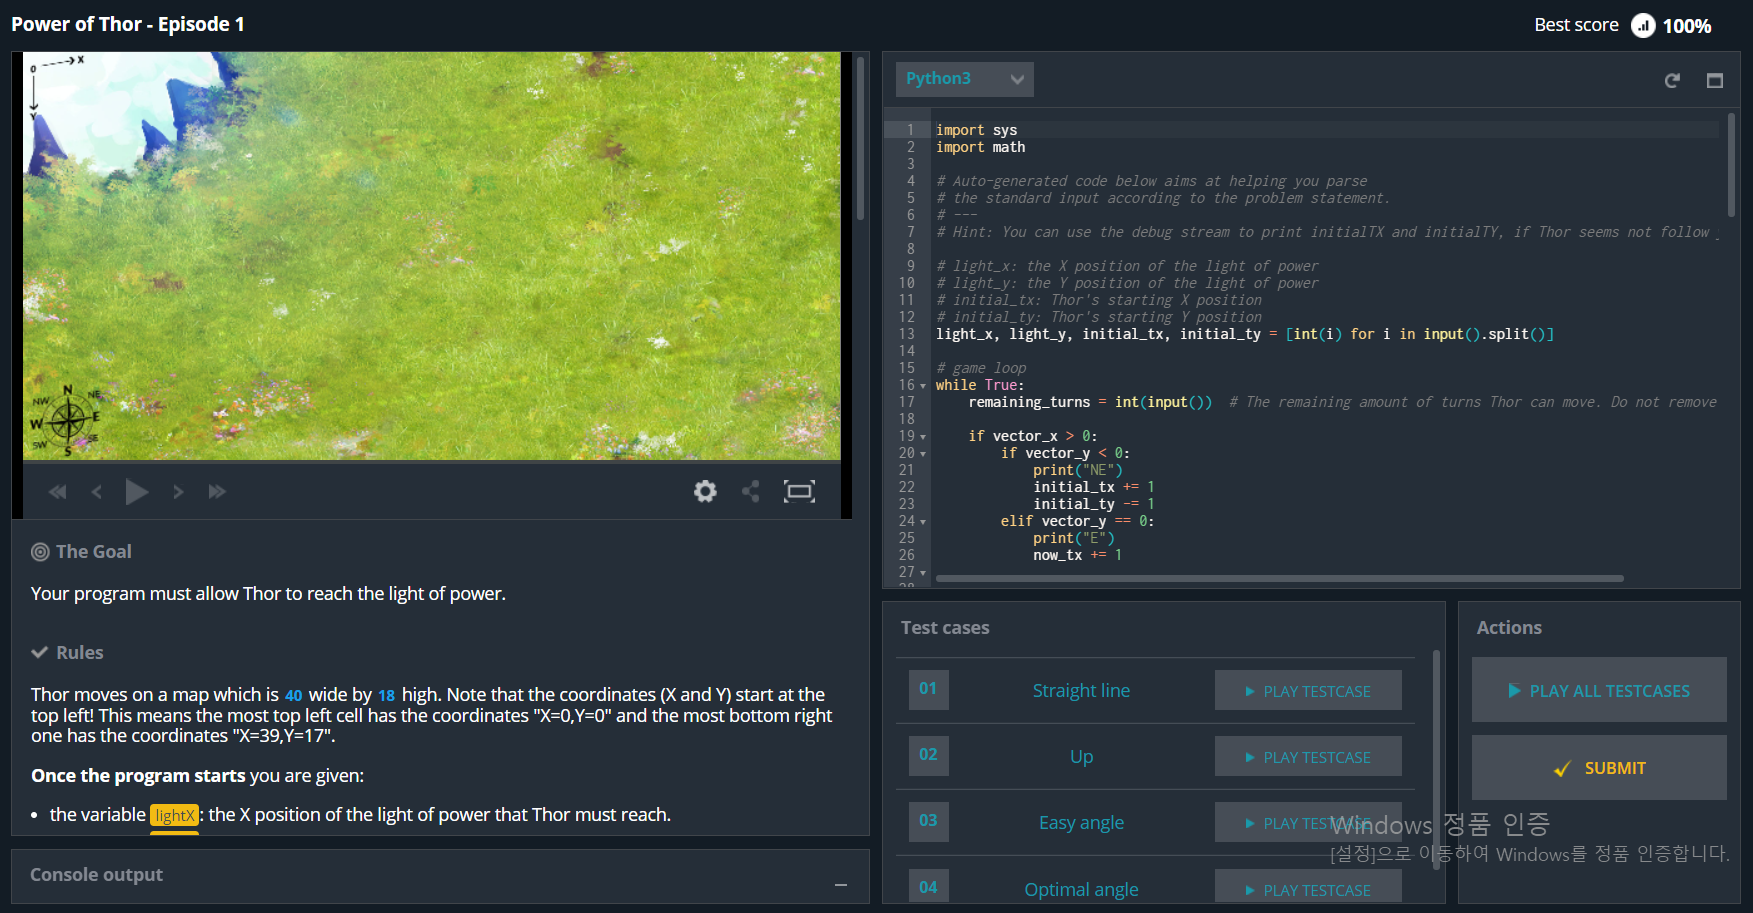 Power of Thor - Episode 1
Best score 100%
0 X
Y
N
NW NE
W E
SW SE
S
The Goal
Your program must allow Thor to reach the light of power.
Rules
Thor moves on a map which is 40 wide by 18 high. Note that the coordinates (X and Y) start at the
top left! This means the most top left cell has the coordinates "X=0,Y=0" and the most bottom right
one has the coordinates "X=39,Y=17".
Once the program starts you are given:
• the variable lightX: the X position of the light of power that Thor must reach.
Console output
Python3
1 import sys
2 import math
3
4 # Auto-generated code below aims at helping you parse
5 # the standard input according to the problem statement.
6 # ---
7 # Hint: You can use the debug stream to print initialTX and initialTY, if Thor seems not follow
8
9 # light_x: the X position of the light of power
10 # light_y: the Y position of the light of power
11 # initial_tx: Thor's starting X position
12 # initial_ty: Thor's starting Y position
13 light_x, light_y, initial_tx, initial_ty = [int(i) for i in input().split()]
14
15 # game loop
16 while True:
17     remaining_turns = int(input())  # The remaining amount of turns Thor can move. Do not remove
18
19     if vector_x > 0:
20         if vector_y < 0:
21             print("NE")
22             initial_tx += 1
23             initial_ty -= 1
24         elif vector_y == 0:
25             print("E")
26             now_tx += 1
27
Test cases
01 Straight line PLAY TESTCASE
02 Up PLAY TESTCASE
03 Easy angle PLAY TESTCASE
04 Optimal angle PLAY TESTCASE
Actions
PLAY ALL TESTCASES
SUBMIT
Windows 정품 인증
[설정]으로 이동하여 Windows를 정품 인증합니다.